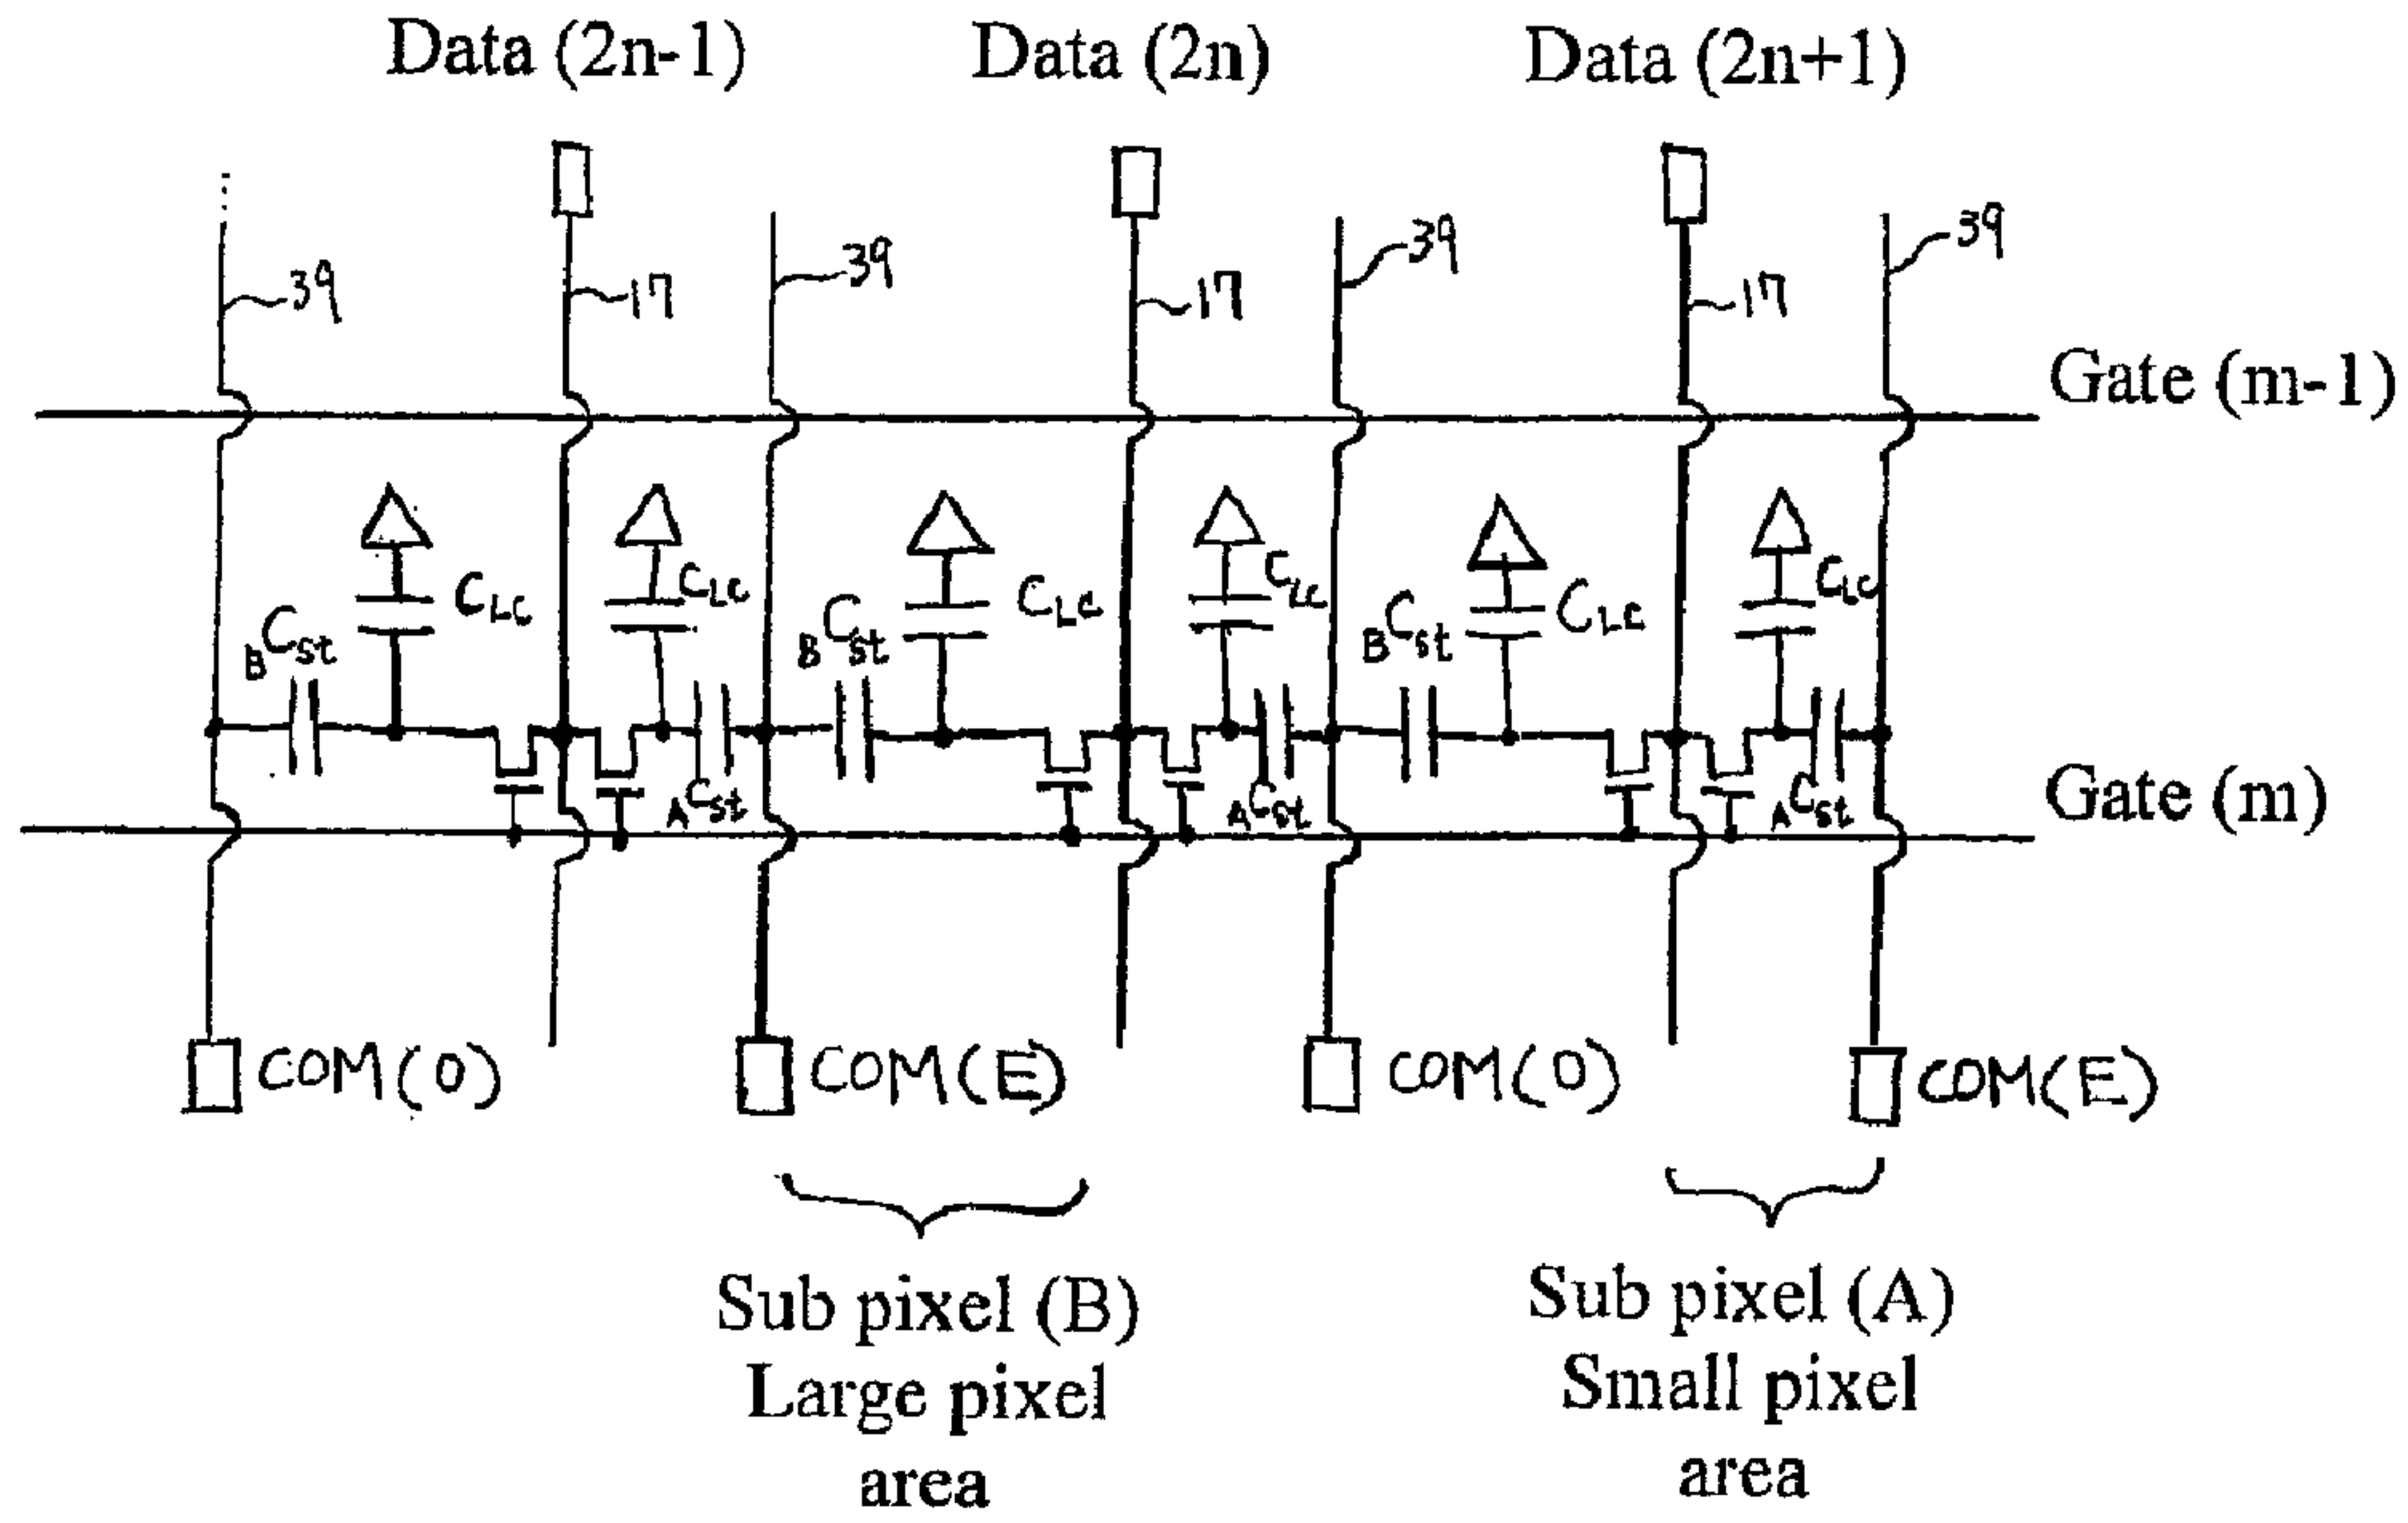 Data (2n-1) Data (2n) Data (2n+1)
39 17 39 17 39 17 39
Gate (m-1)
BCst CLC CLC BCst CLC CLC BCst CLC CLC
ACst ACst ACst
Gate (m)
COM(O) COM(E) COM(O) COM(E)
Sub pixel (B)
Large pixel
area
Sub pixel (A)
Small pixel
area